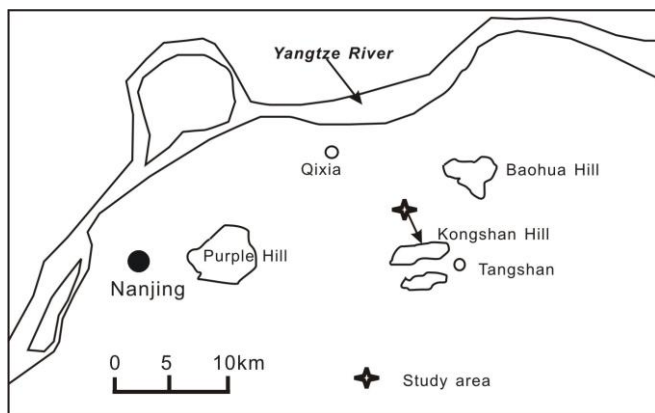 Yangtze River
Qixia
Baohua Hill
Kongshan Hill
Purple Hill
Tangshan
Nanjing
0 5 10km
Study area